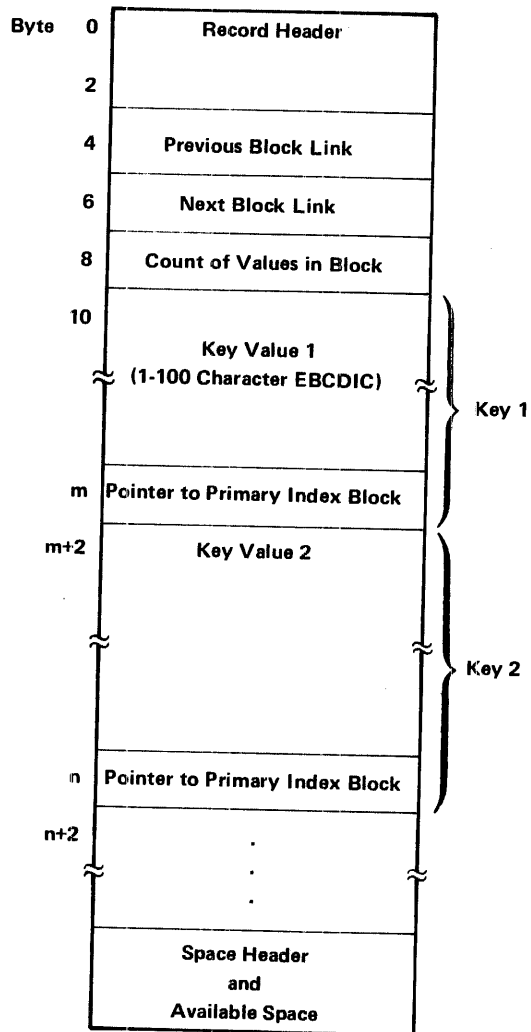 Byte 0 Record Header
2
4 Previous Block Link
6 Next Block Link
8 Count of Values in Block
10
Key Value 1
(1-100 Character EBCDIC)
Key 1
m Pointer to Primary Index Block
m+2 Key Value 2
Key 2
n Pointer to Primary Index Block
n+2
.
.
.
Space Header
and
Available Space